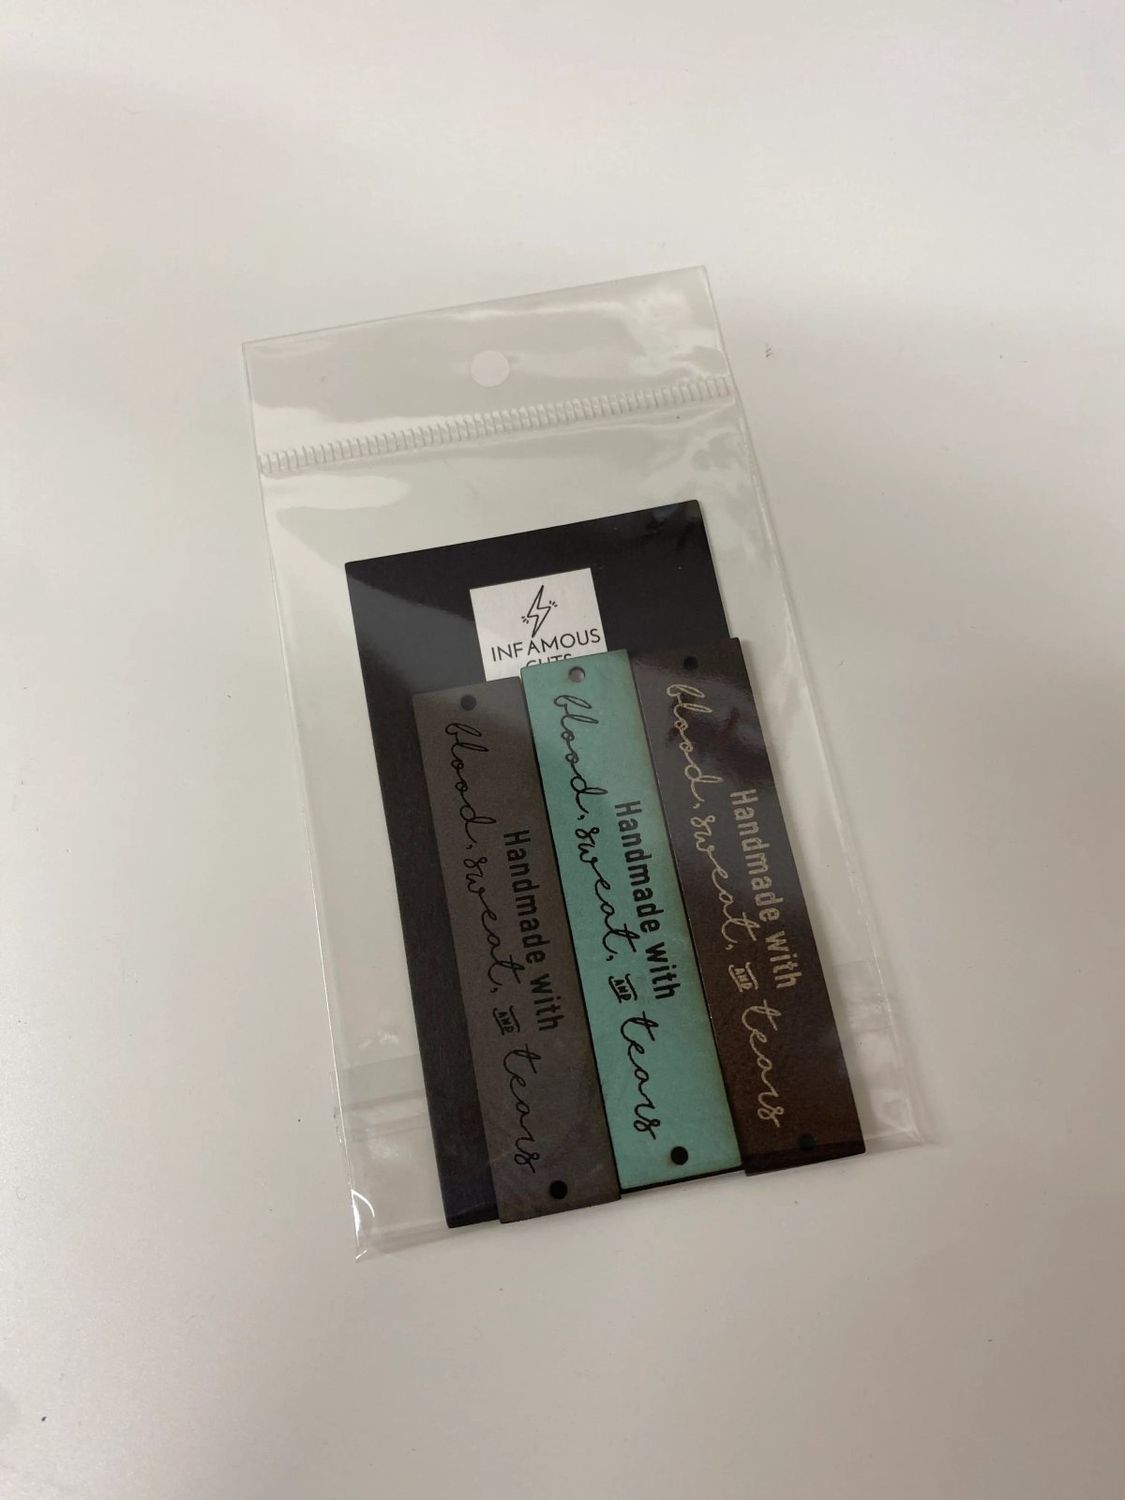 INFAMOUS
CUTS
Handmade with
blood, sweat, AND tears
Handmade with
blood, sweat, AND tears
Handmade with
blood, sweat, AND tears